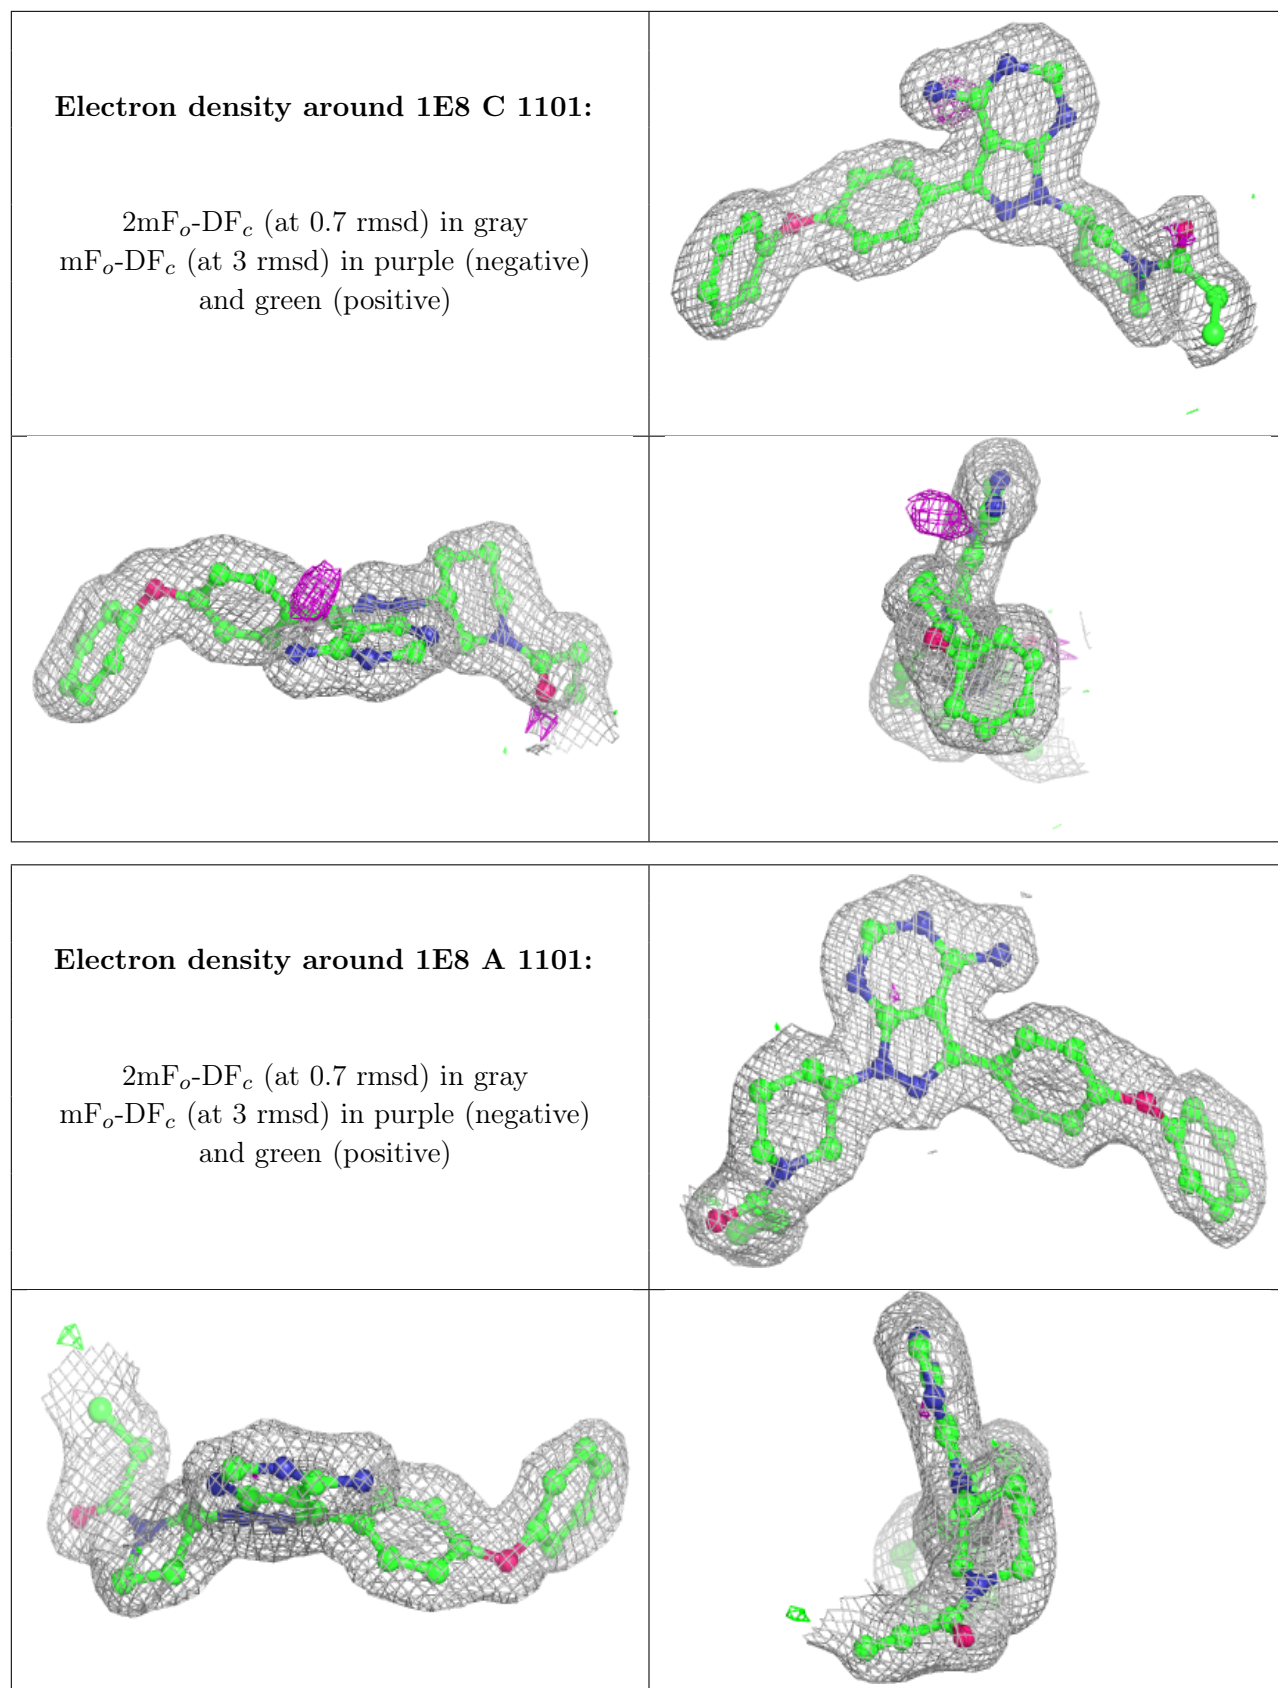 Electron density around 1E8 C 1101:
2mFo-DFc (at 0.7 rmsd) in gray
mFo-DFc (at 3 rmsd) in purple (negative)
and green (positive)
Electron density around 1E8 A 1101:
2mFo-DFc (at 0.7 rmsd) in gray
mFo-DFc (at 3 rmsd) in purple (negative)
and green (positive)